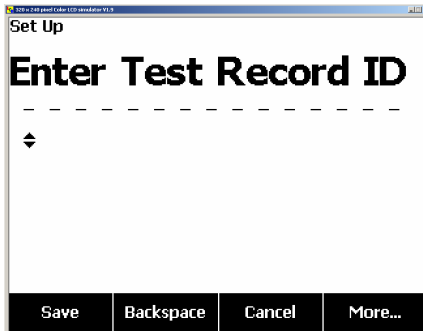 320 x 240 pixel Color LCD simulator V1.9
Set Up
Enter Test Record ID
_ _ _ _ _ _ _ _ _ _ _ _ _ _ _
Save Backspace Cancel More...